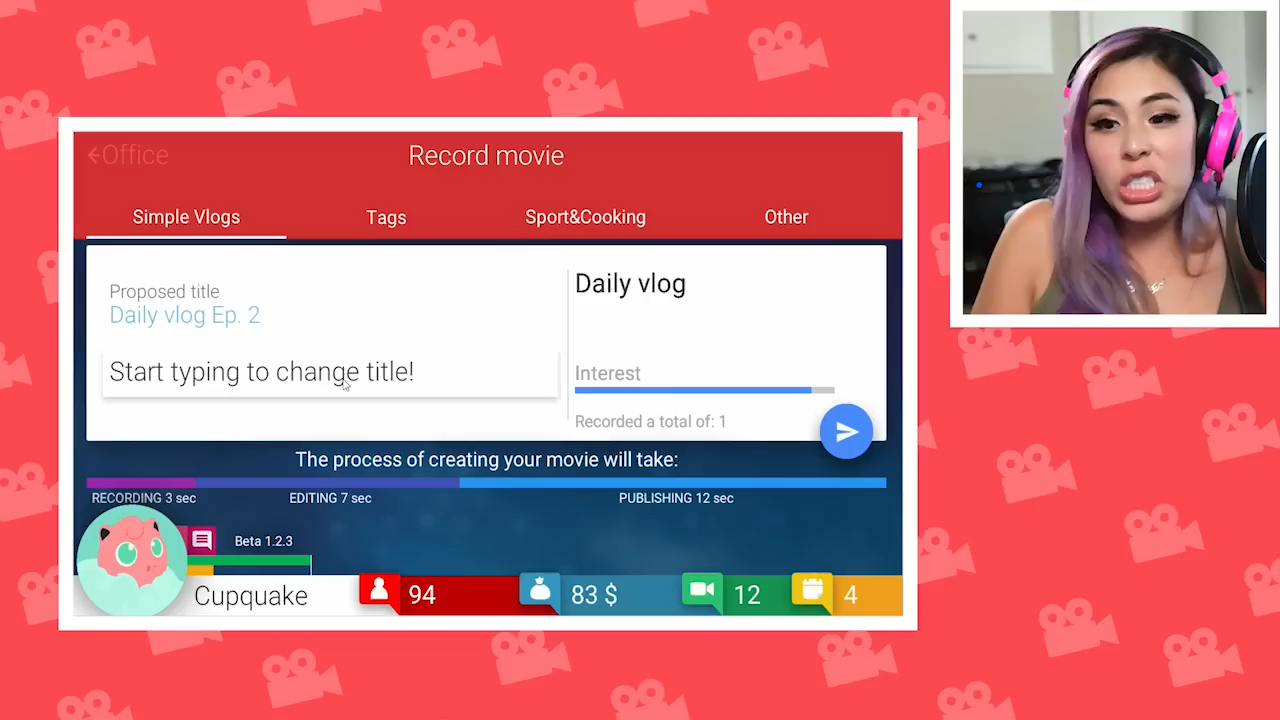 Office
Record movie
Simple Vlogs
Tags
Sport&Cooking
Other
Proposed title
Daily vlog Ep. 2
Start typing to change title!
Daily vlog
Interest
Recorded a total of: 1
The process of creating your movie will take:
RECORDING 3 sec
EDITING 7 sec
PUBLISHING 12 sec
Beta 1.2.3
Cupquake
94
83 $
12
4